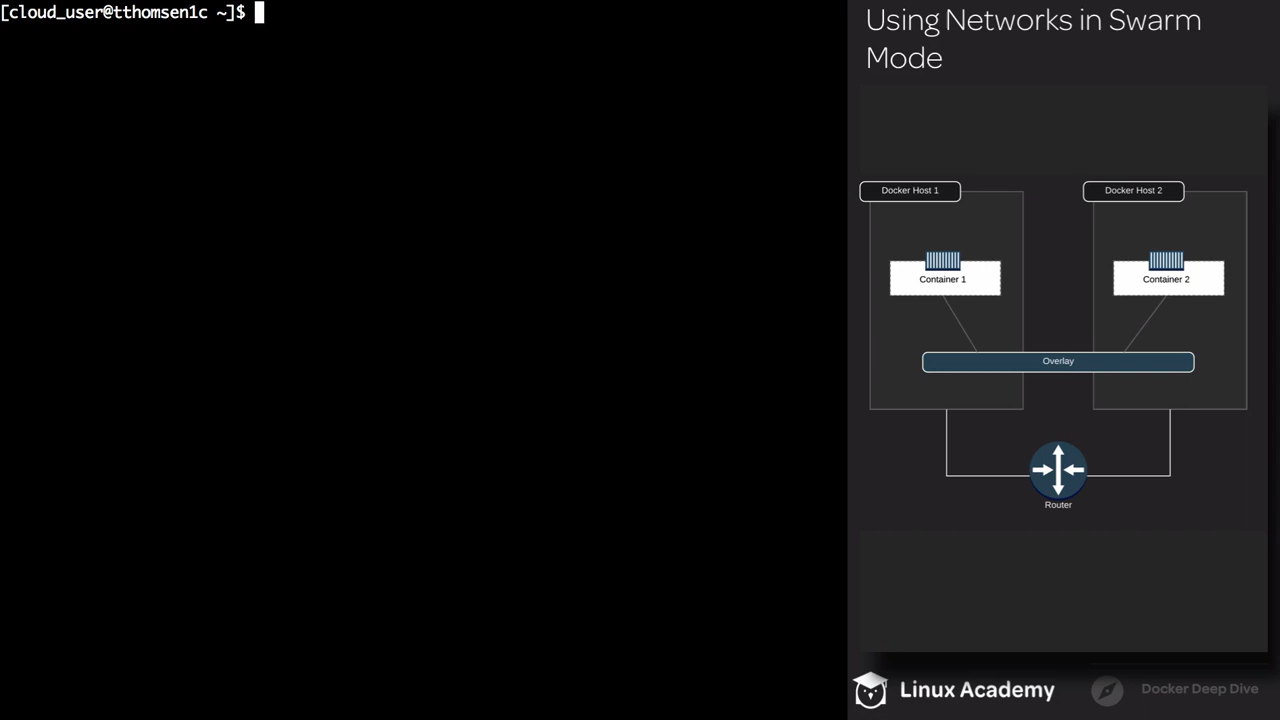 [cloud_user@tthomsen1c ~]$
Using Networks in Swarm
Mode
Docker Host 1
Docker Host 2
Container 1
Container 2
Overlay
Router
Linux Academy
Docker Deep Dive